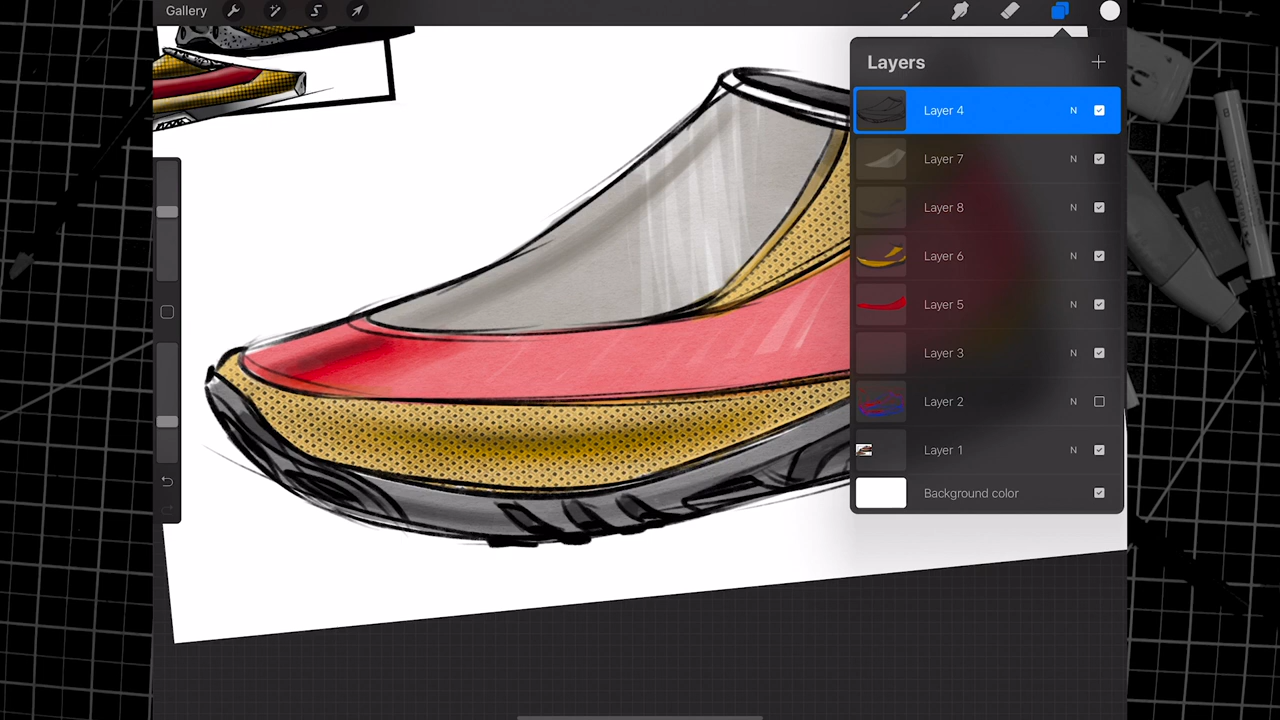 Gallery
Layers
Layer 4 N
Layer 7 N
Layer 8 N
Layer 6 N
Layer 5 N
Layer 3 N
Layer 2 N
Layer 1 N
Background color